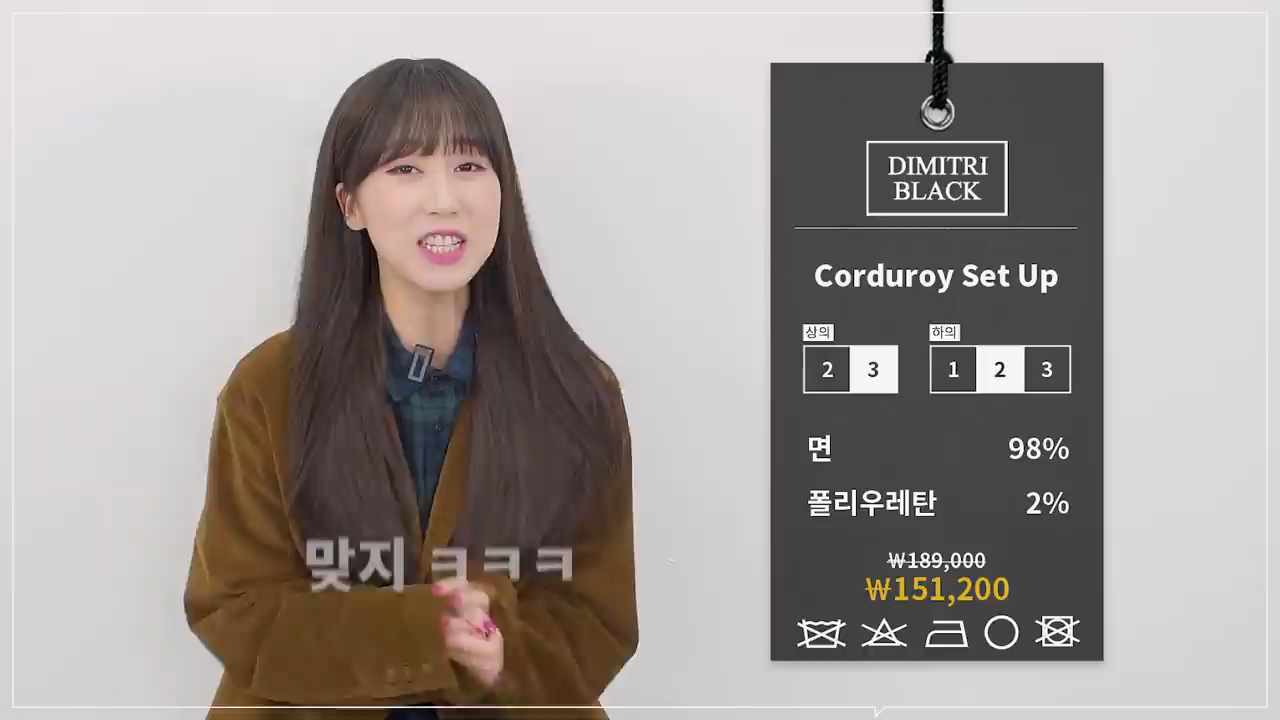 DIMITRI
BLACK
Corduroy Set Up
상의 하의
2 3 1 2 3
면 98%
폴리우레탄 2%
₩189,000
₩151,200
맞지 ㅋㅋㅋ